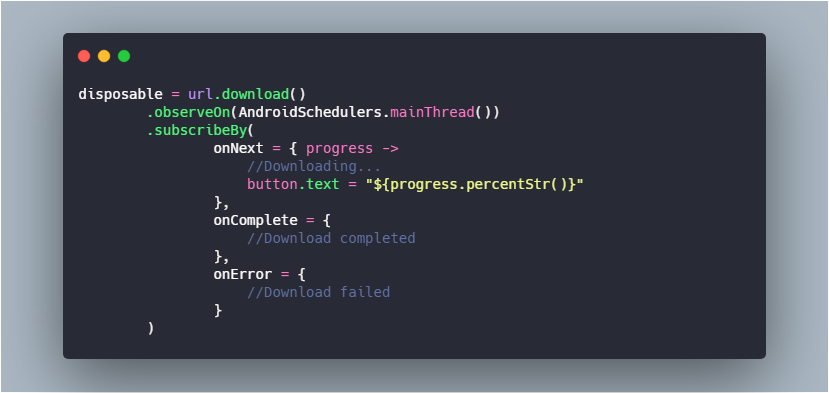 disposable = url.download()
        .observeOn(AndroidSchedulers.mainThread())
        .subscribeBy(
                onNext = { progress ->
                    //Downloading...
                    button.text = "${progress.percentStr()}"
                },
                onComplete = {
                    //Download completed
                },
                onError = {
                    //Download failed
                }
        )